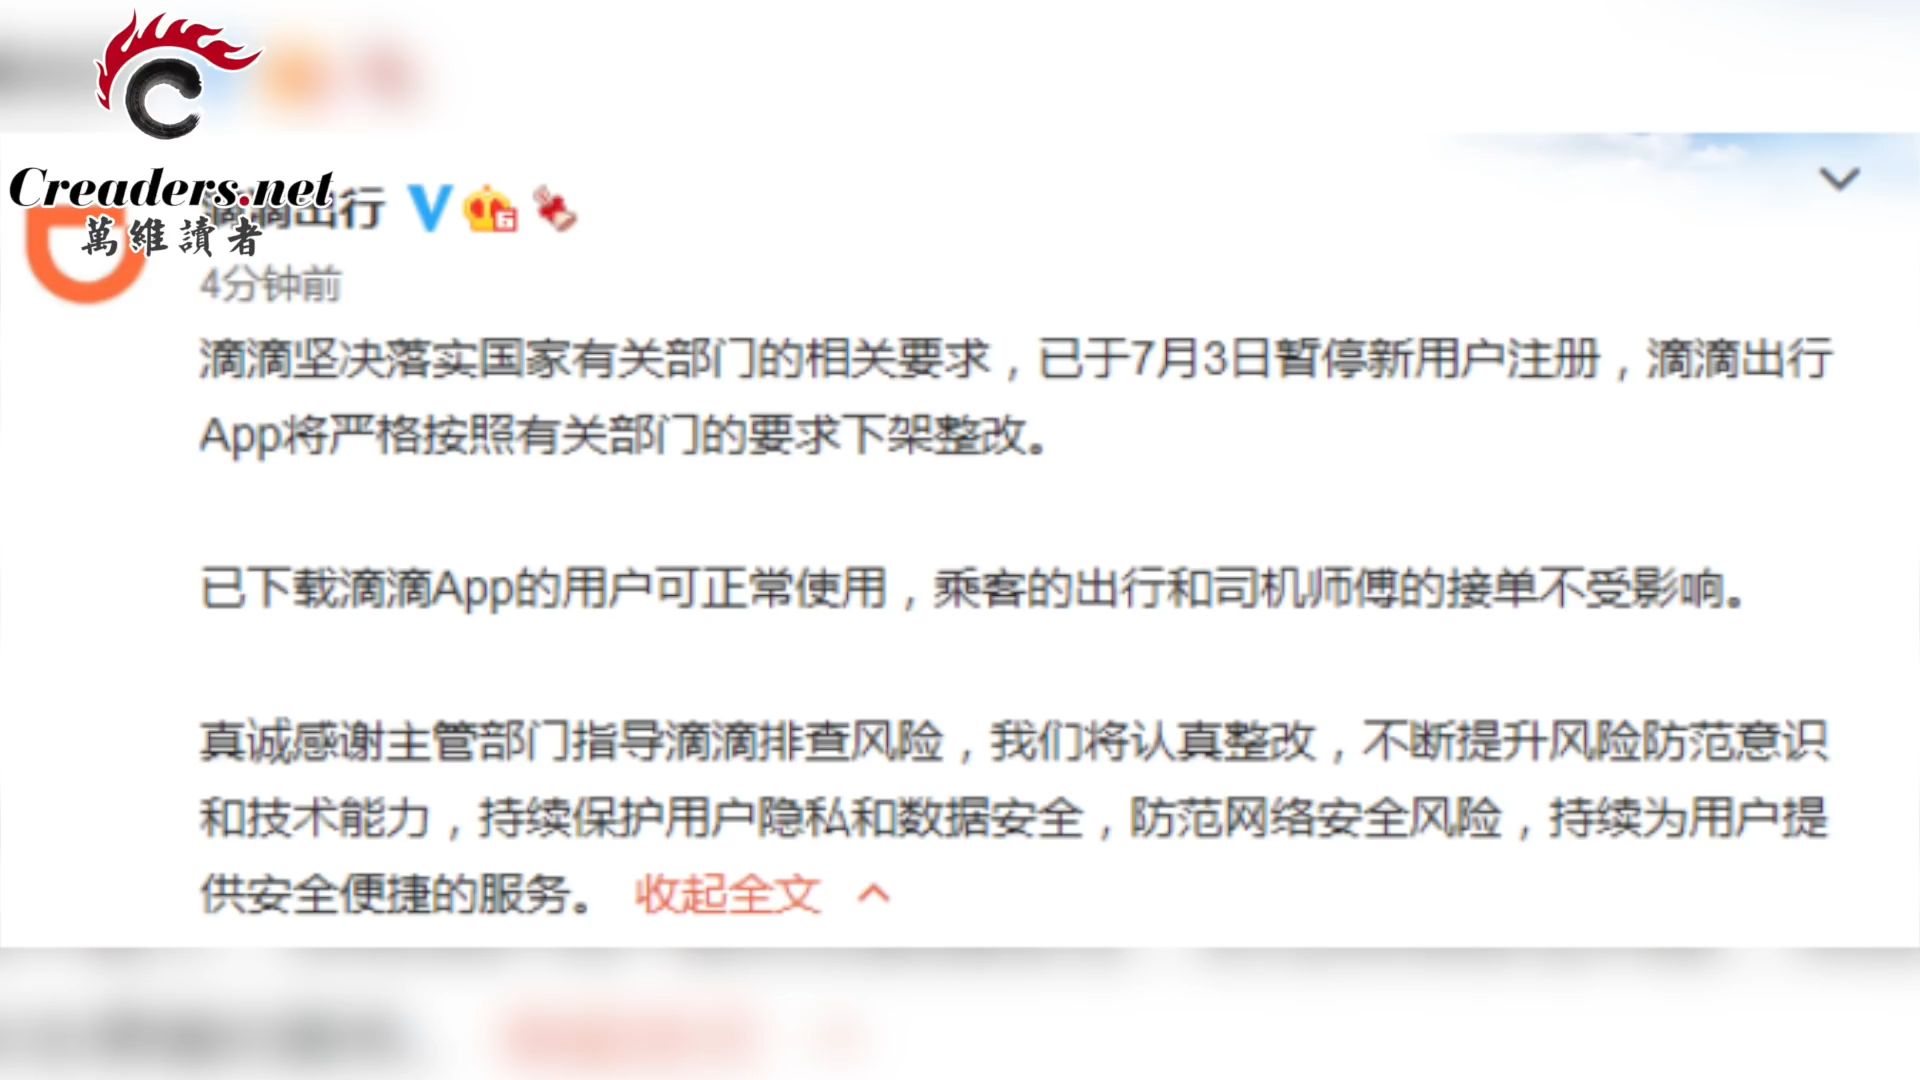 Creaders.net
萬維讀者
滴滴出行
4分钟前
滴滴坚决落实国家有关部门的相关要求，已于7月3日暂停新用户注册，滴滴出行
App将严格按照有关部门的要求下架整改。
已下载滴滴App的用户可正常使用，乘客的出行和司机师傅的接单不受影响。
真诚感谢主管部门指导滴滴排查风险，我们将认真整改，不断提升风险防范意识
和技术能力，持续保护用户隐私和数据安全，防范网络安全风险，持续为用户提
供安全便捷的服务。 收起全文